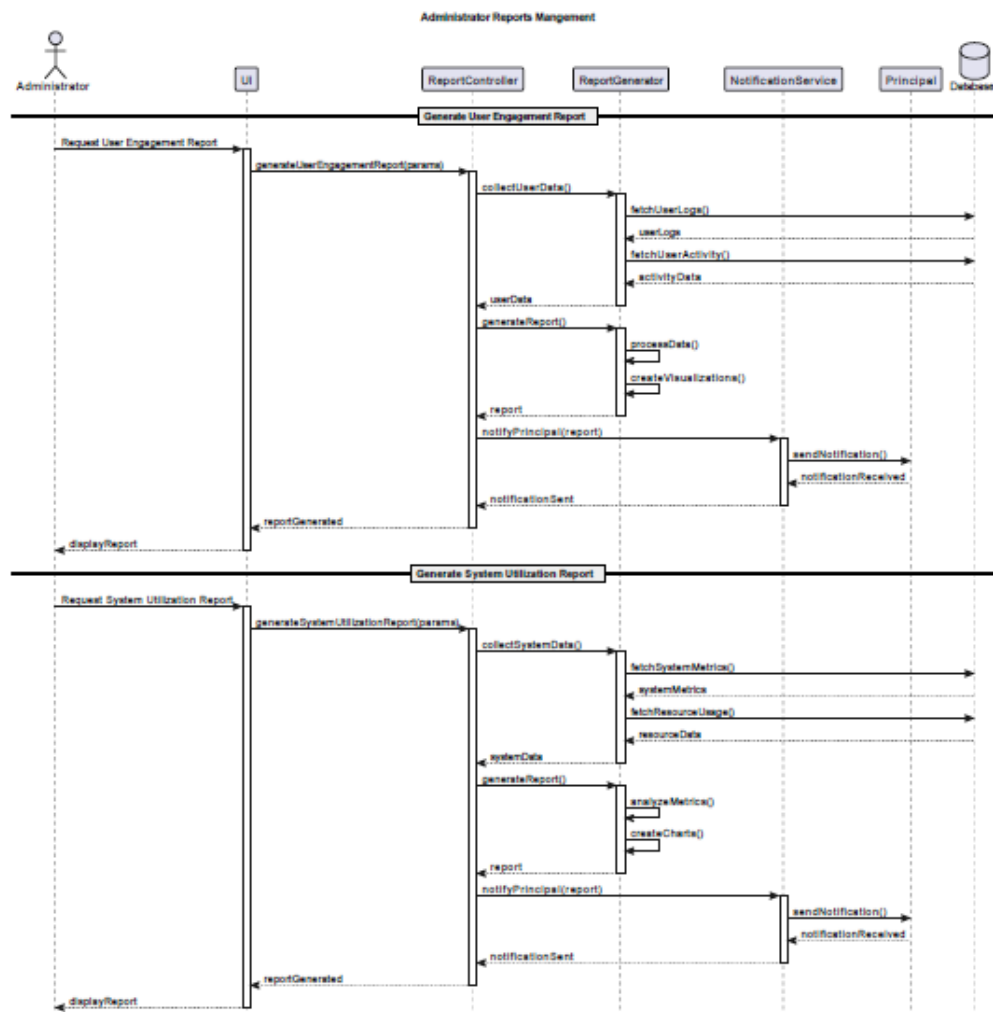 Administrator Reports Mangement
Administrator
UI
ReportController
ReportGenerator
NotificationService
Principal
Database
Generate User Engagement Report
Request User Engagement Report
generateUserEngagementReport(params)
collectUserData()
fetchUserLogs()
userLogs
fetchUserActivity()
activityData
userData
generateReport()
processData()
createVisualizations()
report
notifyPrincipal(report)
sendNotification()
notificationReceived
notificationSent
reportGenerated
displayReport
Generate System Utilization Report
Request System Utilization Report
generateSystemUtilizationReport(params)
collectSystemData()
fetchSystemMetrics()
systemMetrics
fetchResourceUsage()
resourceData
systemData
generateReport()
analyzeMetrics()
createCharts()
report
notifyPrincipal(report)
sendNotification()
notificationReceived
notificationSent
reportGenerated
displayReport